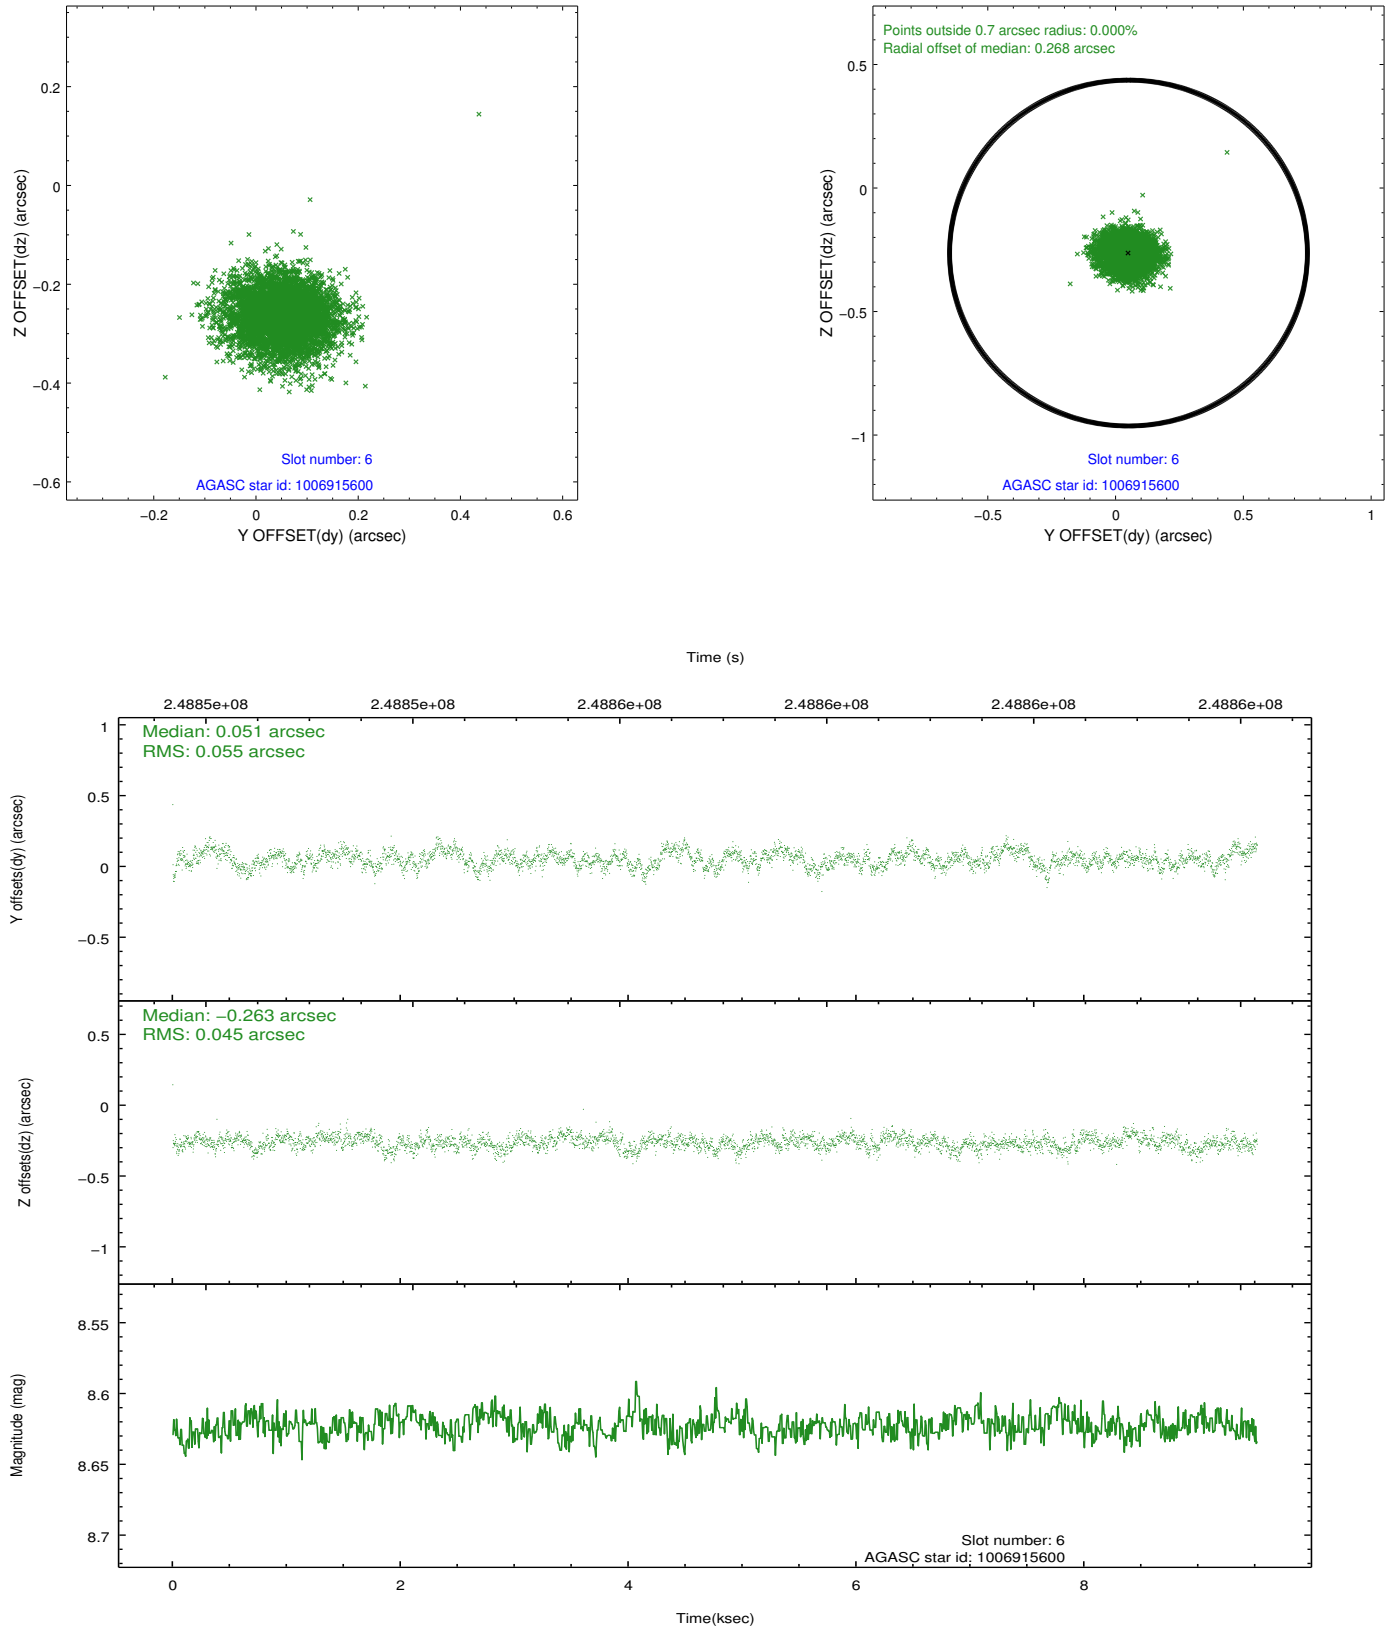 0.2
0
−0.2
−0.4
−0.6
Z OFFSET(dz) (arcsec)
Slot number: 6
AGASC star id: 1006915600
−0.2
0
0.2
0.4
0.6
Y OFFSET(dy) (arcsec)
Points outside 0.7 arcsec radius: 0.000%
Radial offset of median: 0.268 arcsec
0.5
0
−0.5
−1
Z OFFSET(dz) (arcsec)
Slot number: 6
AGASC star id: 1006915600
−0.5
0
0.5
1
Y OFFSET(dy) (arcsec)
Time (s)
2.4885e+08
2.4885e+08
2.4886e+08
2.4886e+08
2.4886e+08
2.4886e+08
Median: 0.051 arcsec
RMS: 0.055 arcsec
1
0.5
0
−0.5
Y offsets(dy) (arcsec)
Median: −0.263 arcsec
RMS: 0.045 arcsec
0.5
0
−0.5
−1
Z offsets(dz) (arcsec)
8.55
8.6
8.65
8.7
Magnitude (mag)
Slot number: 6
AGASC star id: 1006915600
0
2
4
6
8
Time(ksec)